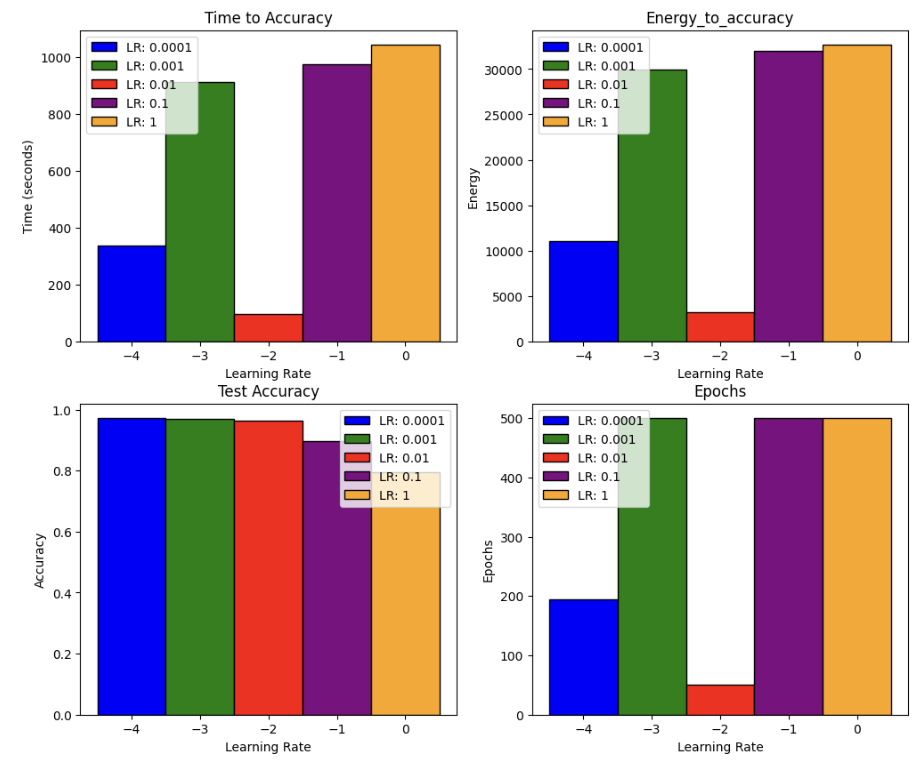 Time to Accuracy
Time (seconds)
1000
800
600
400
200
0
LR: 0.0001
LR: 0.001
LR: 0.01
LR: 0.1
LR: 1
−4 −3 −2 −1 0
Learning Rate
Energy_to_accuracy
Energy
30000
25000
20000
15000
10000
5000
0
LR: 0.0001
LR: 0.001
LR: 0.01
LR: 0.1
LR: 1
−4 −3 −2 −1 0
Learning Rate
Test Accuracy
Accuracy
1.0
0.8
0.6
0.4
0.2
0.0
LR: 0.0001
LR: 0.001
LR: 0.01
LR: 0.1
LR: 1
−4 −3 −2 −1 0
Learning Rate
Epochs
Epochs
500
400
300
200
100
0
LR: 0.0001
LR: 0.001
LR: 0.01
LR: 0.1
LR: 1
−4 −3 −2 −1 0
Learning Rate